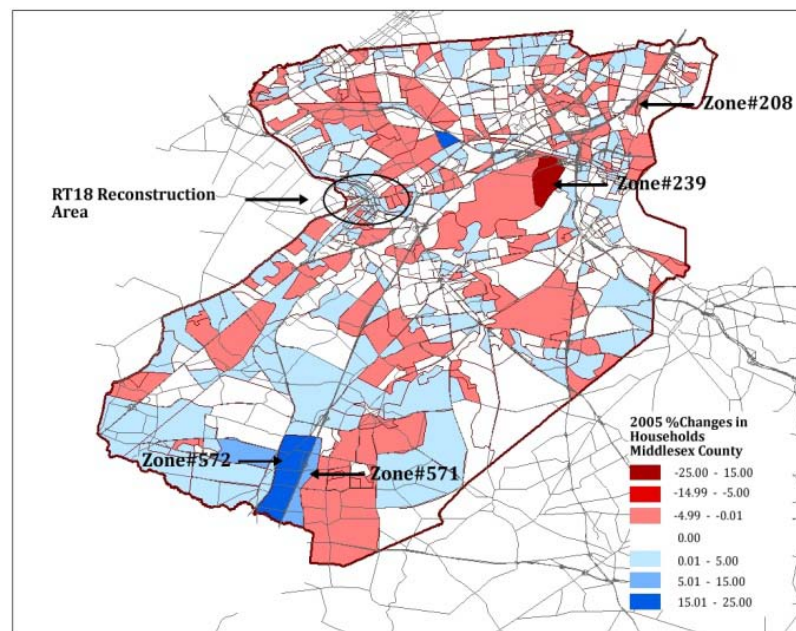 Zone#208
Zone#239
RT18 Reconstruction
Area
Zone#572
Zone#571
2005 %Changes in
Households
Middlesex County
-25.00 - 15.00
-14.99 - -5.00
-4.99 - -0.01
0.00
0.01 - 5.00
5.01 - 15.00
15.01 - 25.00